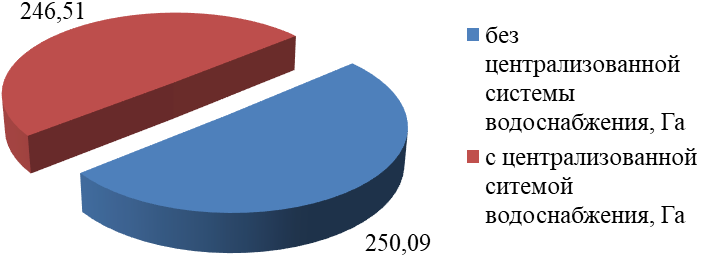 246,51
без
централизованной
системы
водоснабжения, Га
с централизованной
ситемой
водоснабжения, Га
250,09